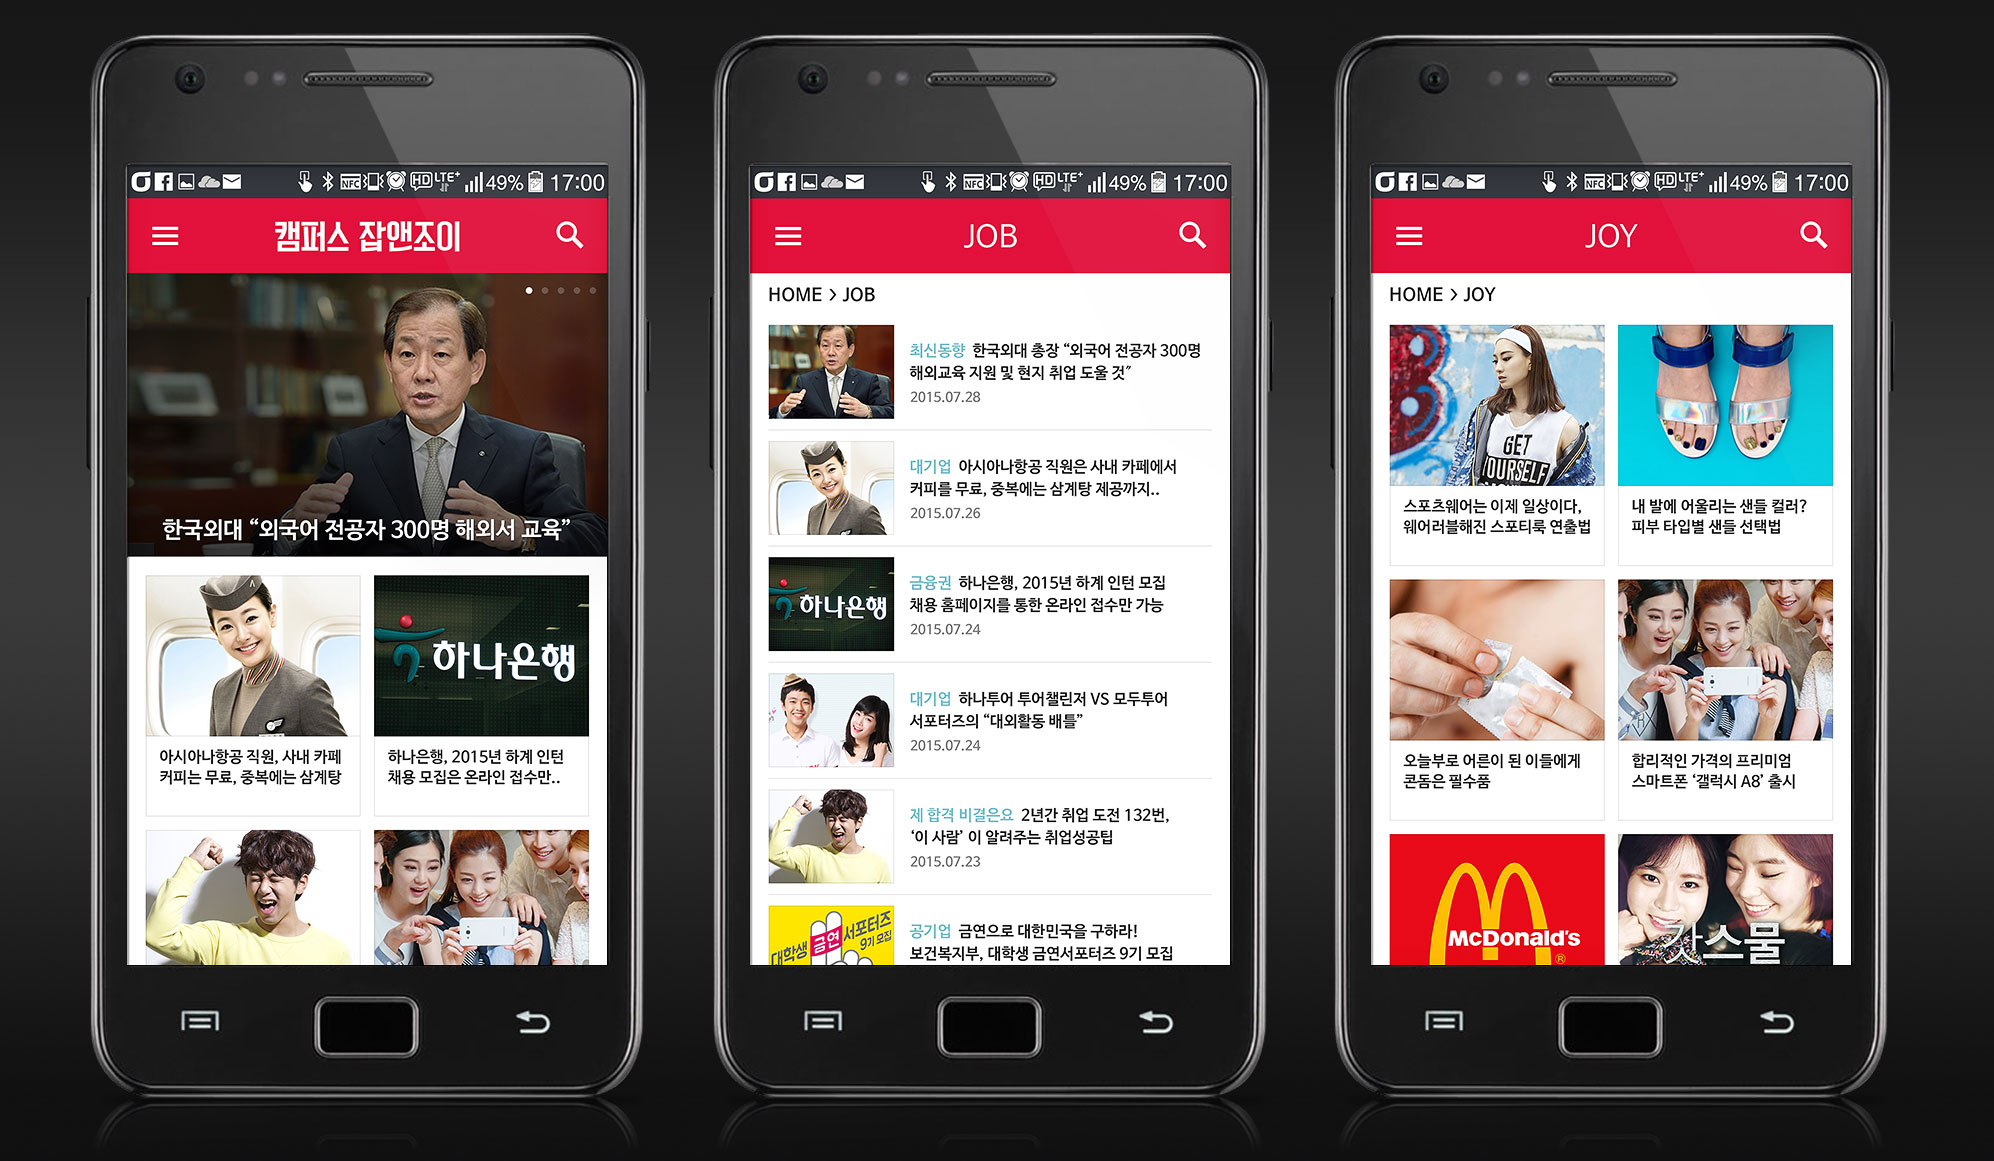 NFC HD LTE+ 49% 17:00
캠퍼스 잡앤조이
한국외대 “외국어 전공자 300명 해외서 교육”
하나은행
아시아나항공 직원, 사내 카페
커피는 무료, 중복에는 삼계탕
하나은행, 2015년 하계 인턴
채용 모집은 온라인 접수만..
NFC HD LTE+ 49% 17:00
JOB
HOME > JOB
최신동향 한국외대 총장 “외국어 전공자 300명
해외교육 지원 및 현지 취업 도울 것”
2015.07.28
대기업 아시아나항공 직원은 사내 카페에서
커피를 무료, 중복에는 삼계탕 제공까지..
2015.07.26
하나은행
금융권 하나은행, 2015년 하계 인턴 모집
채용 홈페이지를 통한 온라인 접수만 가능
2015.07.24
대기업 하나투어 투어챌린저 VS 모두투어
서포터즈의 “대외활동 배틀”
2015.07.24
제 합격 비결은요 2년간 취업 도전 132번,
‘이 사람’ 이 알려주는 취업성공팁
2015.07.23
대학생 금연 서포터즈
9기 모집
공기업 금연으로 대한민국을 구하라!
보건복지부, 대학생 금연서포터즈 9기 모집
NFC HD LTE+ 49% 17:00
JOY
HOME > JOY
GET
YOURSELF
스포츠웨어는 이제 일상이다,
웨어러블해진 스포티룩 연출법
내 발에 어울리는 샌들 컬러?
피부 타입별 샌들 선택법
오늘부로 어른이 된 이들에게
콘돔은 필수품
합리적인 가격의 프리미엄
스마트폰 ‘갤럭시 A8’ 출시
McDonald's
®
갓스물